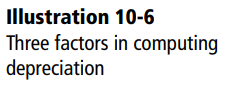 Illustration 10-6
Three factors in computing
depreciation